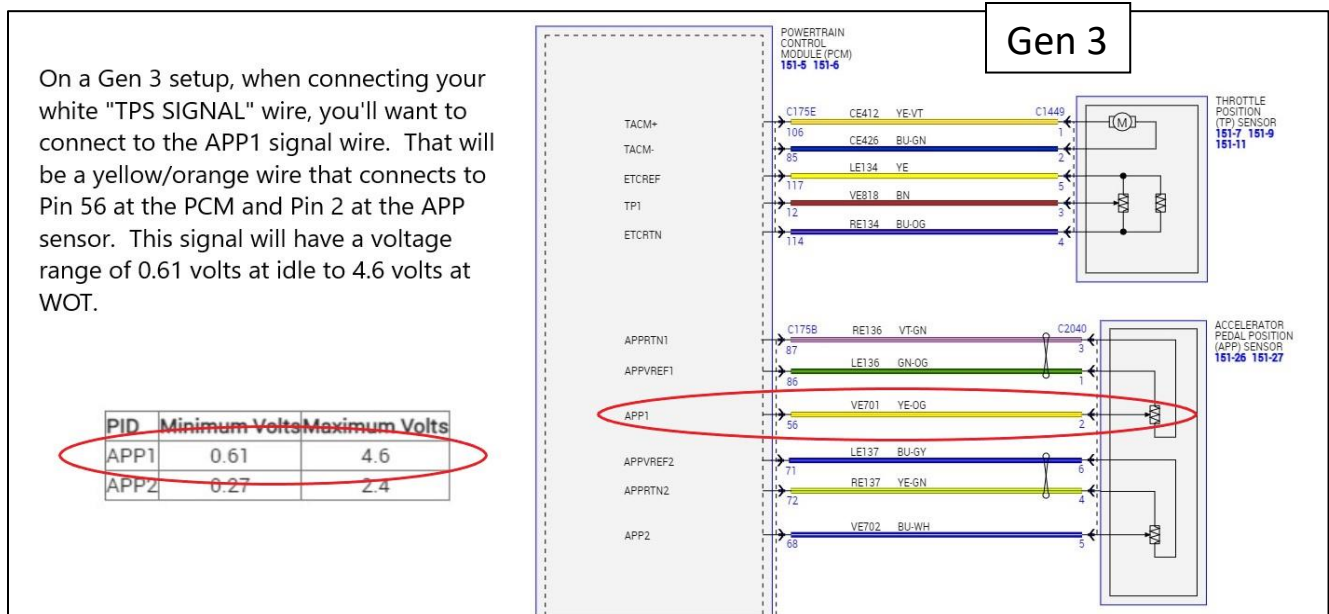 Gen 3
On a Gen 3 setup, when connecting your
white "TPS SIGNAL" wire, you'll want to
connect to the APP1 signal wire. That will
be a yellow/orange wire that connects to
Pin 56 at the PCM and Pin 2 at the APP
sensor. This signal will have a voltage
range of 0.61 volts at idle to 4.6 volts at
WOT.
PID Minimum Volts Maximum Volts
APP1 0.61 4.6
APP2 0.27 2.4
POWERTRAIN
CONTROL
MODULE (PCM)
151-5 151-6
THROTTLE
POSITION
(TP) SENSOR
151-7 151-9
151-11
C175E CE412 YE-VT C1449
TACM+ 106 1 M
CE426 BU-GN
TACM- 85 2
LE134 YE
ETCREF 117 5
VE818 BN
TP1 12 3
RE134 BU-OG
ETCRTN 114 4
ACCELERATOR
PEDAL POSITION
(APP) SENSOR
151-26 151-27
C175B RE136 VT-GN C2040
APPRTN1 87 3
LE136 GN-OG
APPVREF1 86 1
VE701 YE-OG
APP1 56 2
LE137 BU-GY
APPVREF2 71 6
RE137 YE-GN
APPRTN2 72 4
VE702 BU-WH
APP2 68 5